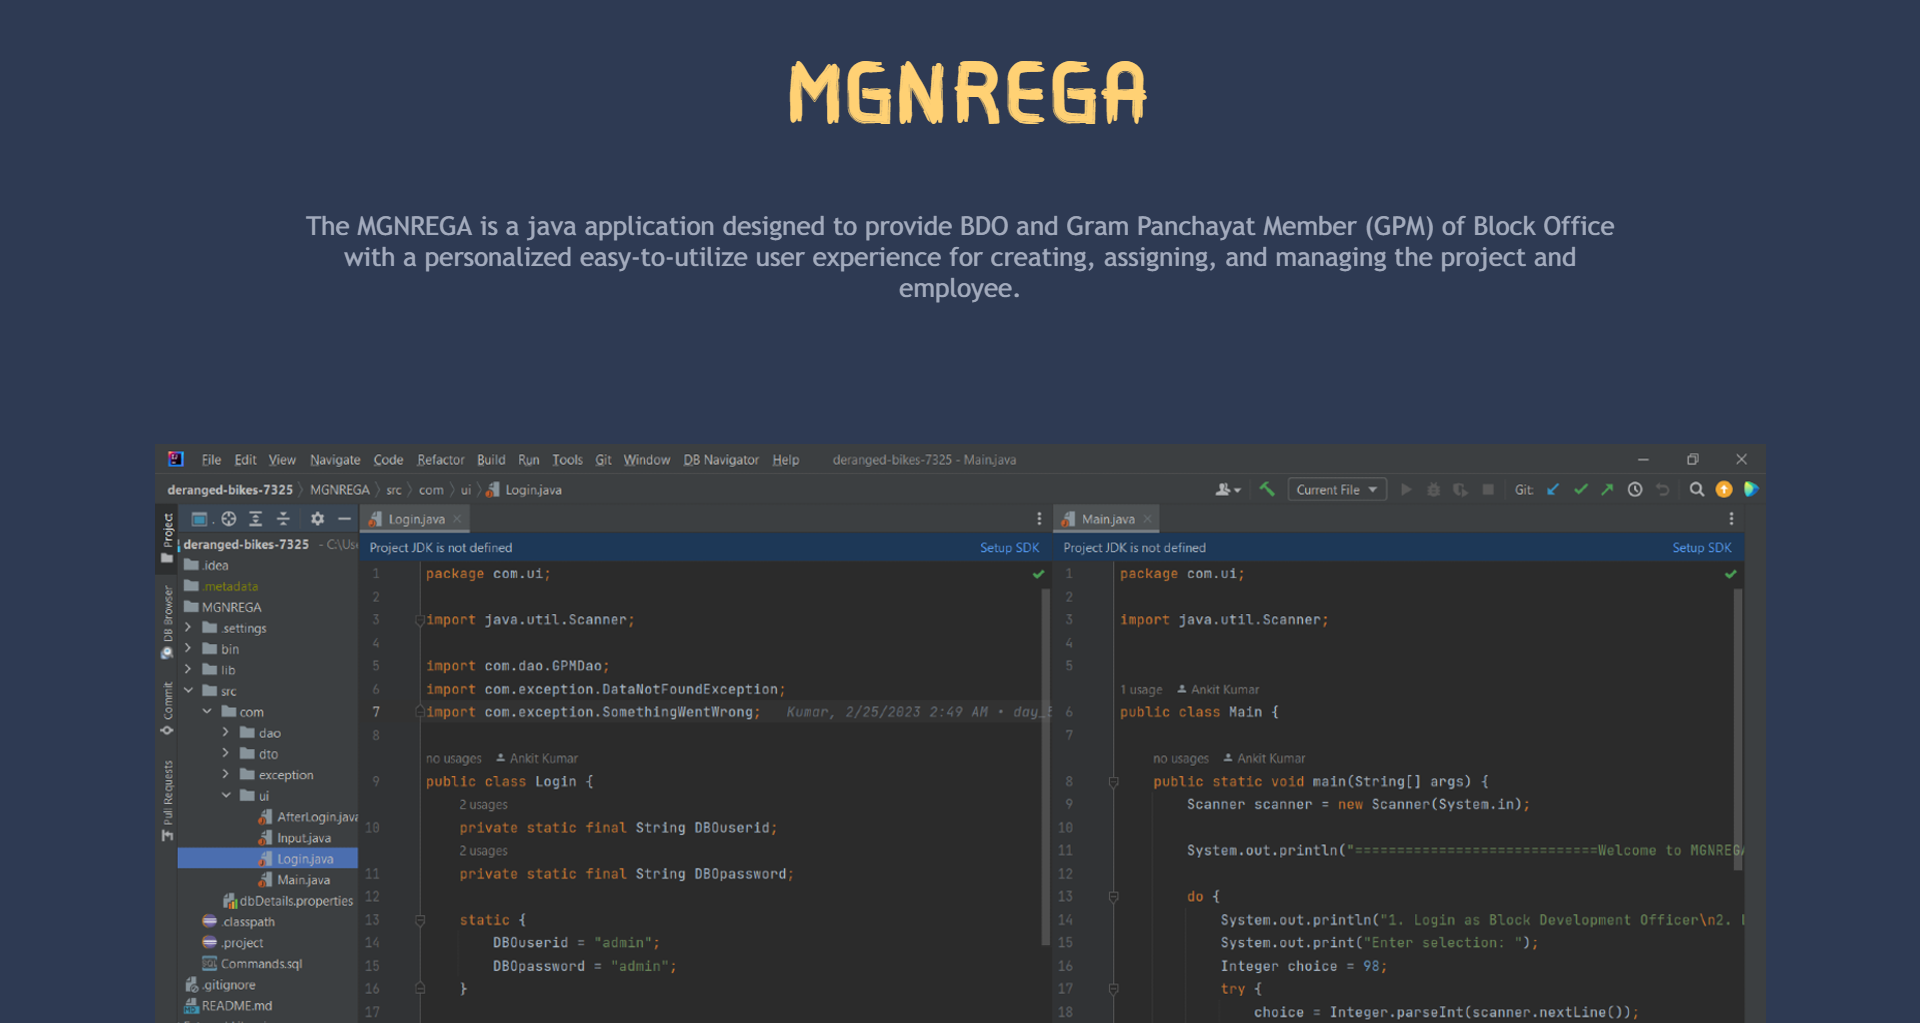 MGNREGA
The MGNREGA is a java application designed to provide BDO and Gram Panchayat Member (GPM) of Block Office
with a personalized easy-to-utilize user experience for creating, assigning, and managing the project and
employee.
File Edit View Navigate Code Refactor Build Run Tools Git Window DB Navigator Help deranged-bikes-7325 - Main.java
deranged-bikes-7325 MGNREGA src com ui Login.java Current File Git:
Project
DB Browser
Commit
Pull Requests
deranged-bikes-7325 - C:\Use
.idea
.metadata
MGNREGA
.settings
bin
lib
src
com
dao
dto
exception
ui
AfterLogin.java
Input.java
Login.java
Main.java
dbDetails.properties
.classpath
.project
Commands.sql
.gitignore
README.md
Login.java
Project JDK is not defined Setup SDK
1 package com.ui;
2
3 import java.util.Scanner;
4
5 import com.dao.GPMDao;
6 import com.exception.DataNotFoundException;
7 import com.exception.SomethingWentWrong; Kumar, 2/25/2023 2:49 AM • day_5
8
no usages Ankit Kumar
9 public class Login {
2 usages
10 private static final String DBOuserid;
2 usages
11 private static final String DBOpassword;
12
13 static {
14 DBOuserid = "admin";
15 DBOpassword = "admin";
16 }
17
Main.java
Project JDK is not defined Setup SDK
1 package com.ui;
2
3 import java.util.Scanner;
4
5
1 usage Ankit Kumar
6 public class Main {
7
no usages Ankit Kumar
8 public static void main(String[] args) {
9 Scanner scanner = new Scanner(System.in);
10
11 System.out.println("=============================Welcome to MGNREGA
12
13 do {
14 System.out.println("1. Login as Block Development Officer\n2. L
15 System.out.print("Enter selection: ");
16 Integer choice = 98;
17 try {
18 choice = Integer.parseInt(scanner.nextLine());